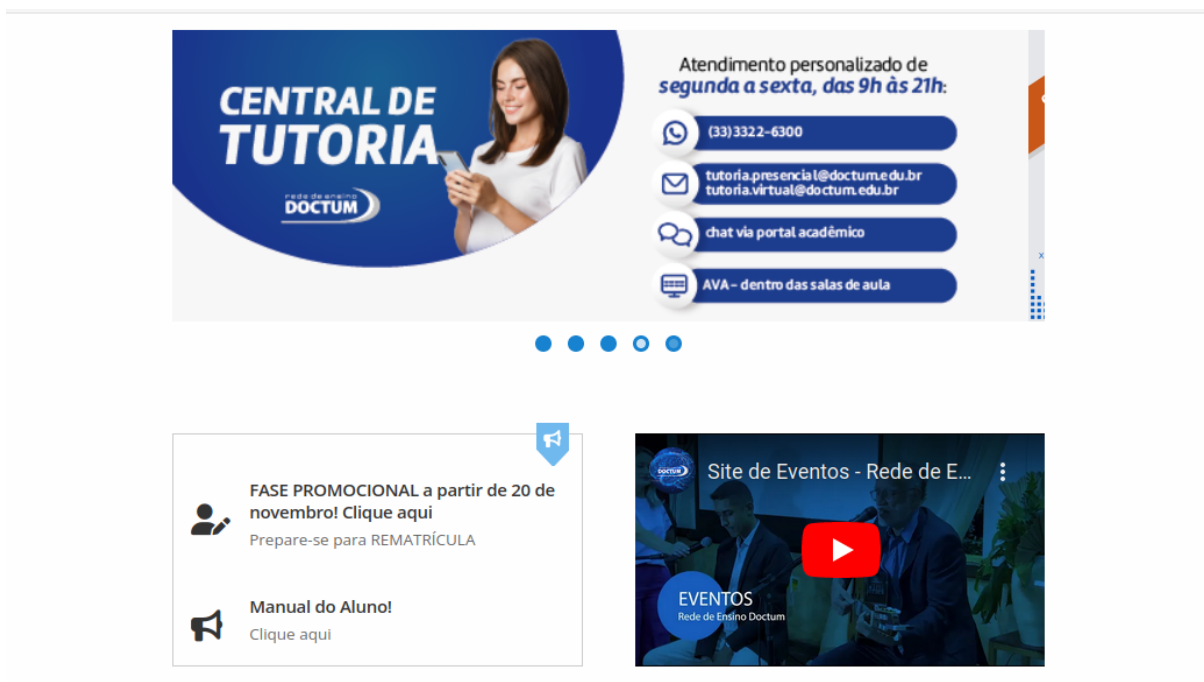 CENTRAL DE
TUTORIA
rede de ensino
DOCTUM
Atendimento personalizado de
segunda a sexta, das 9h às 21h:
(33)3322-6300
tutoria.presencial@doctum.edu.br
tutoria.virtual@doctum.edu.br
chat via portal acadêmico
AVA - dentro das salas de aula
FASE PROMOCIONAL a partir de 20 de
novembro! Clique aqui
Prepare-se para REMATRÍCULA
Manual do Aluno!
Clique aqui
DOCTUM
Site de Eventos - Rede de E...
EVENTOS
Rede de Ensino Doctum